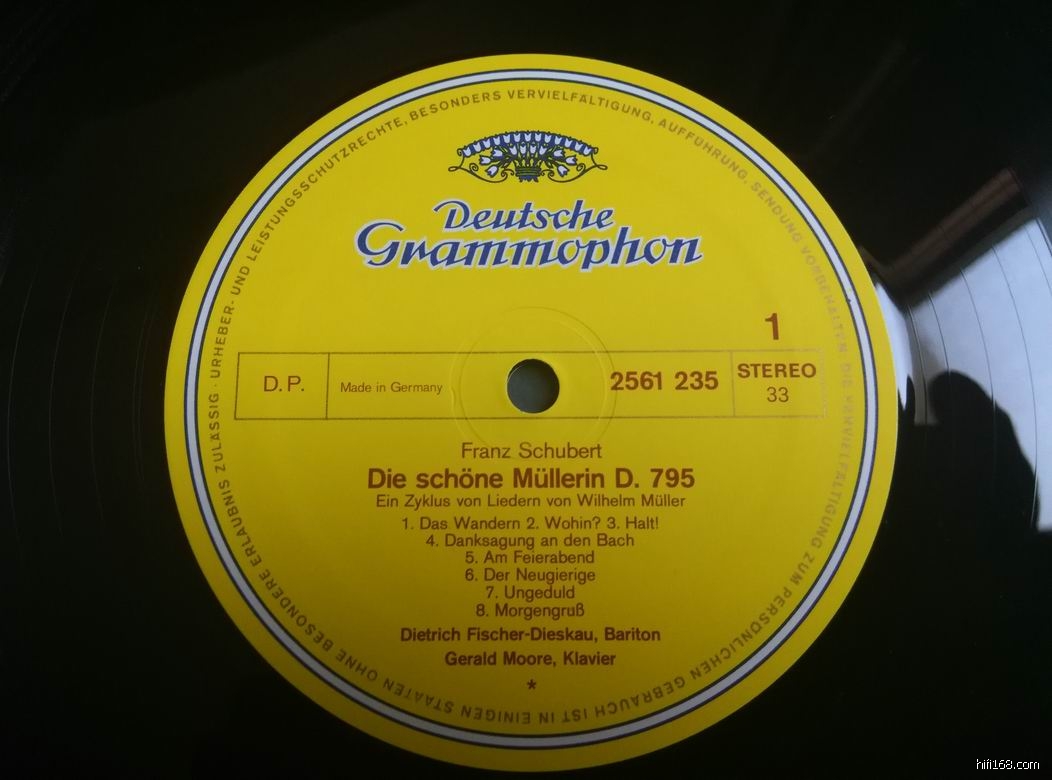 URHEBER- UND LEISTUNGSSCHUTZRECHTE, BESONDERS VERVIELFÄLTIGUNG, AUFFÜHRUNG, SENDUNG VORBEHALTEN. DIE VERVIELFÄLTIGUNG ZUM PERSÖNLICHEN GEBRAUCH IST IN EINIGEN STAATEN OHNE BESONDERE ERLAUBNIS ZULÄSSIG ·
Deutsche
Grammophon
1
D. P.
Made in Germany
2561 235
STEREO
33
Franz Schubert
Die schöne Müllerin D. 795
Ein Zyklus von Liedern von Wilhelm Müller
1. Das Wandern 2. Wohin? 3. Halt!
4. Danksagung an den Bach
5. Am Feierabend
6. Der Neugierige
7. Ungeduld
8. Morgengruß
Dietrich Fischer-Dieskau, Bariton
Gerald Moore, Klavier
*
hifi168.com